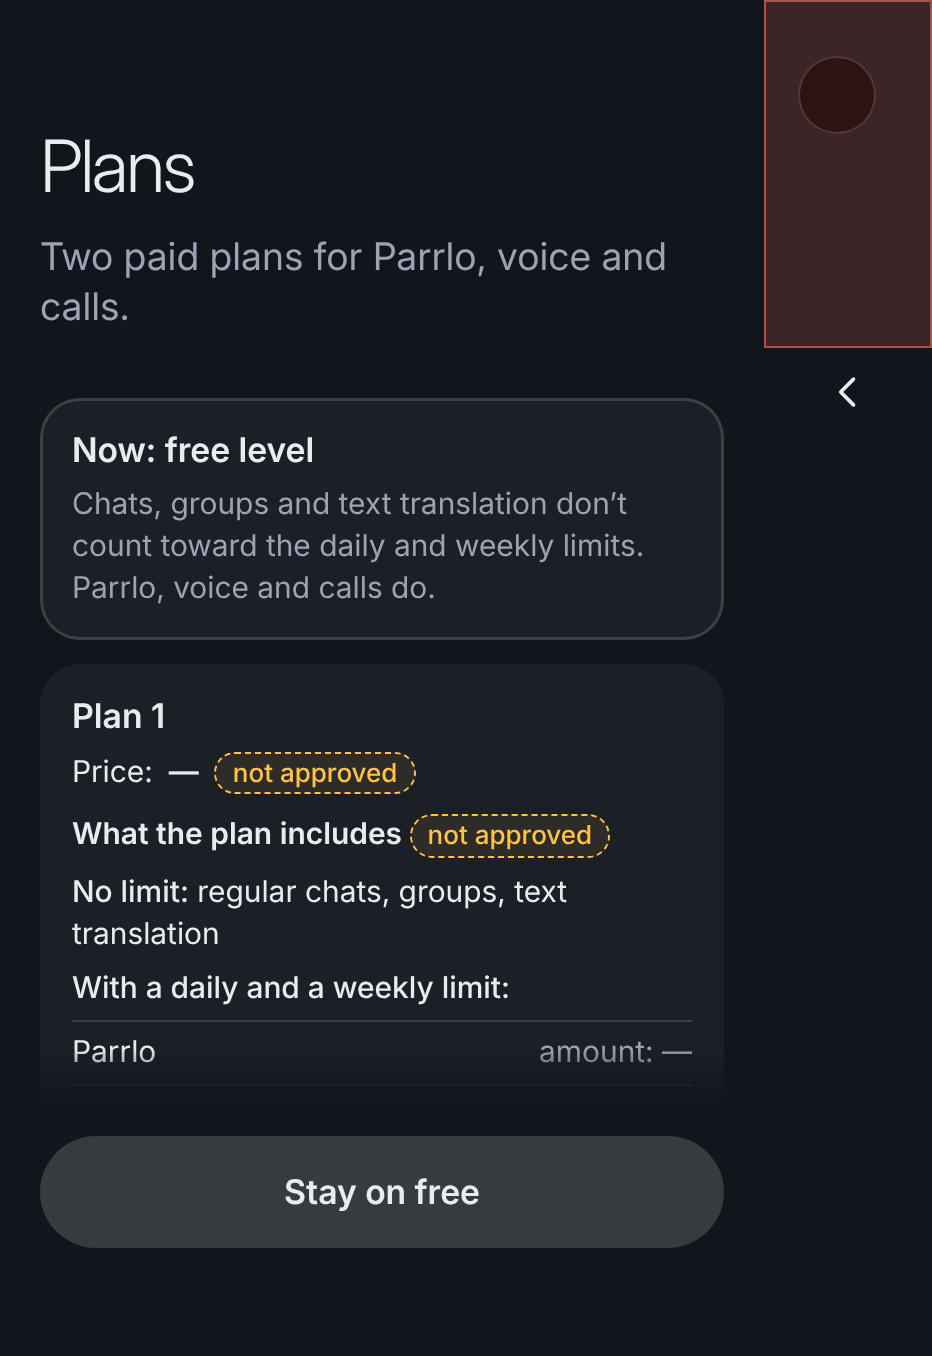 Plans
Two paid plans for Parrlo, voice and
calls.
Now: free level
Chats, groups and text translation don’t
count toward the daily and weekly limits.
Parrlo, voice and calls do.
Plan 1
Price: — not approved
What the plan includes not approved
No limit: regular chats, groups, text
translation
With a daily and a weekly limit:
Parrlo amount: —
Stay on free